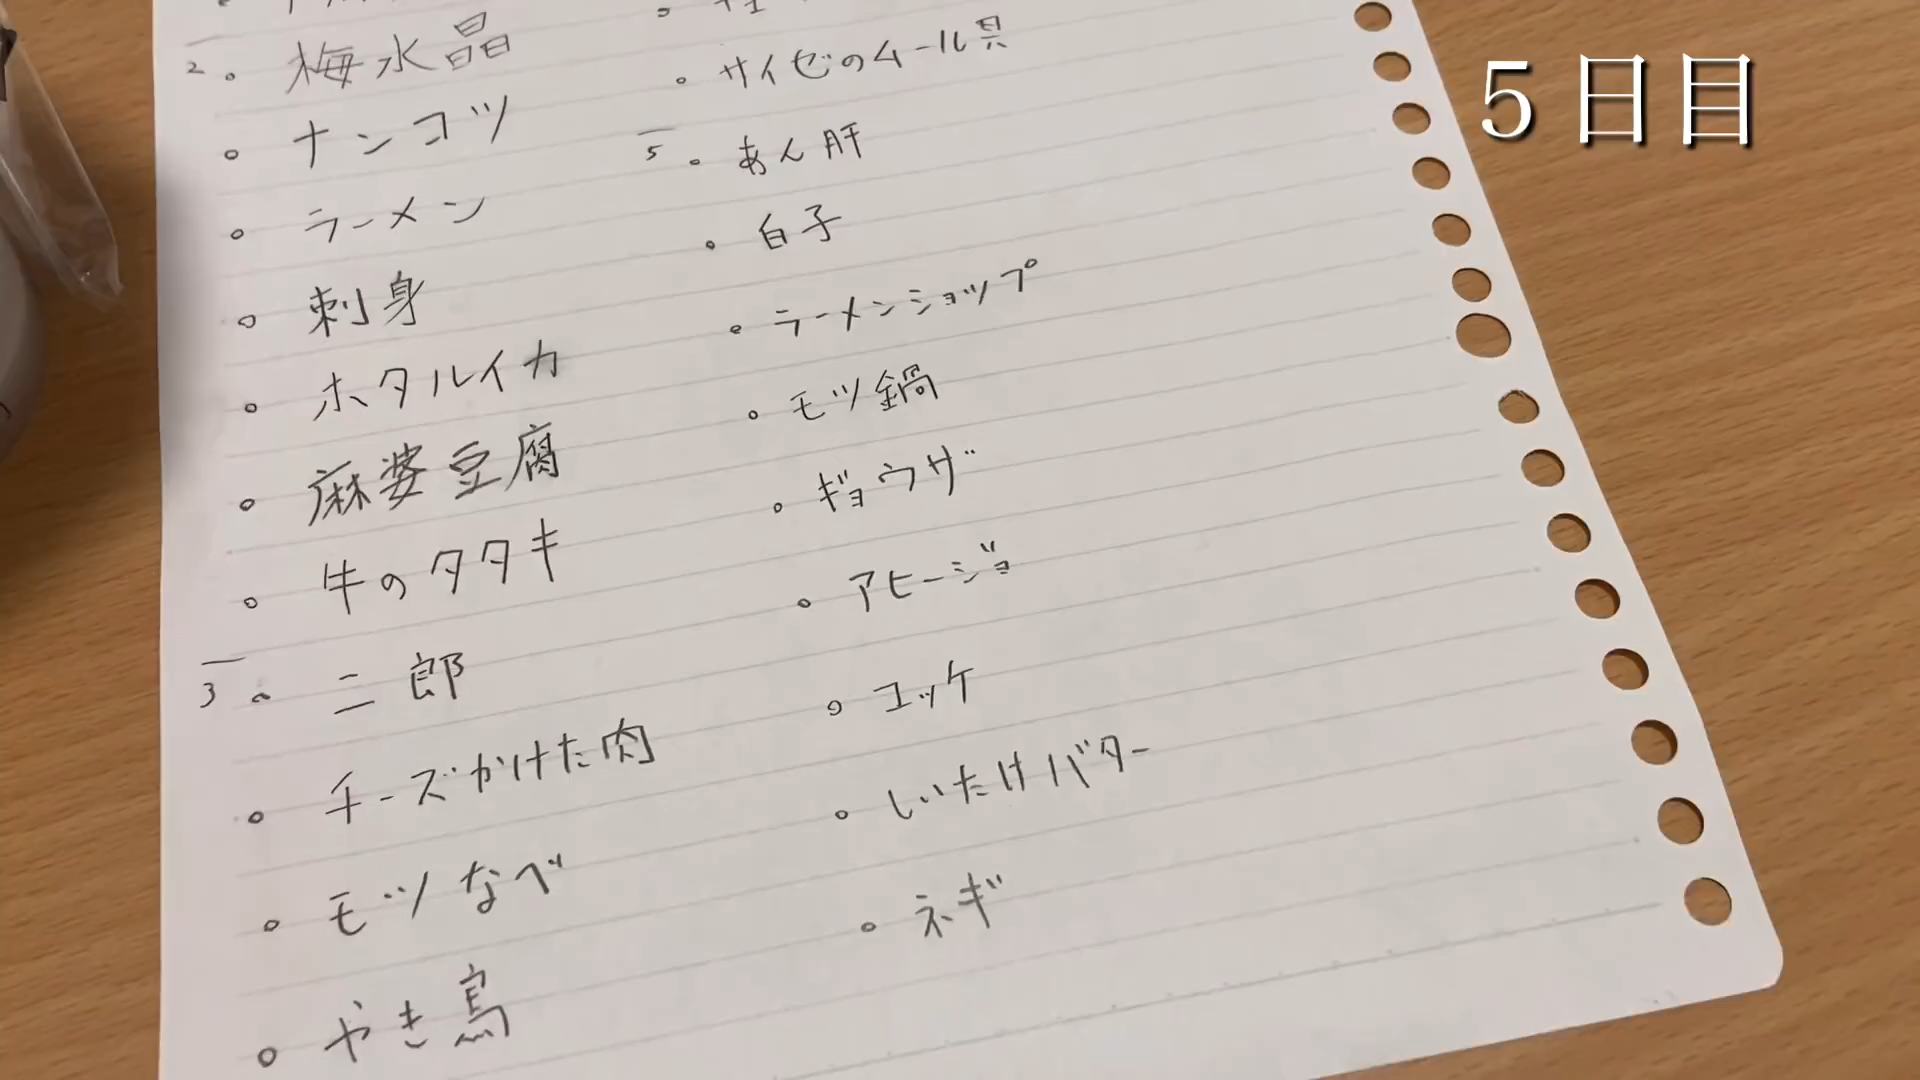 2
梅水晶
ナンコツ
ラーメン
刺身
ホタルイカ
麻婆豆腐
牛のタタキ
3
二郎
チーズかけた肉
モツなべ
やき鳥
サイゼのムール貝
5
あん肝
白子
ラーメンショップ
モツ鍋
ギョウザ
アヒージョ
ユッケ
しいたけバター
ネギ
5日目